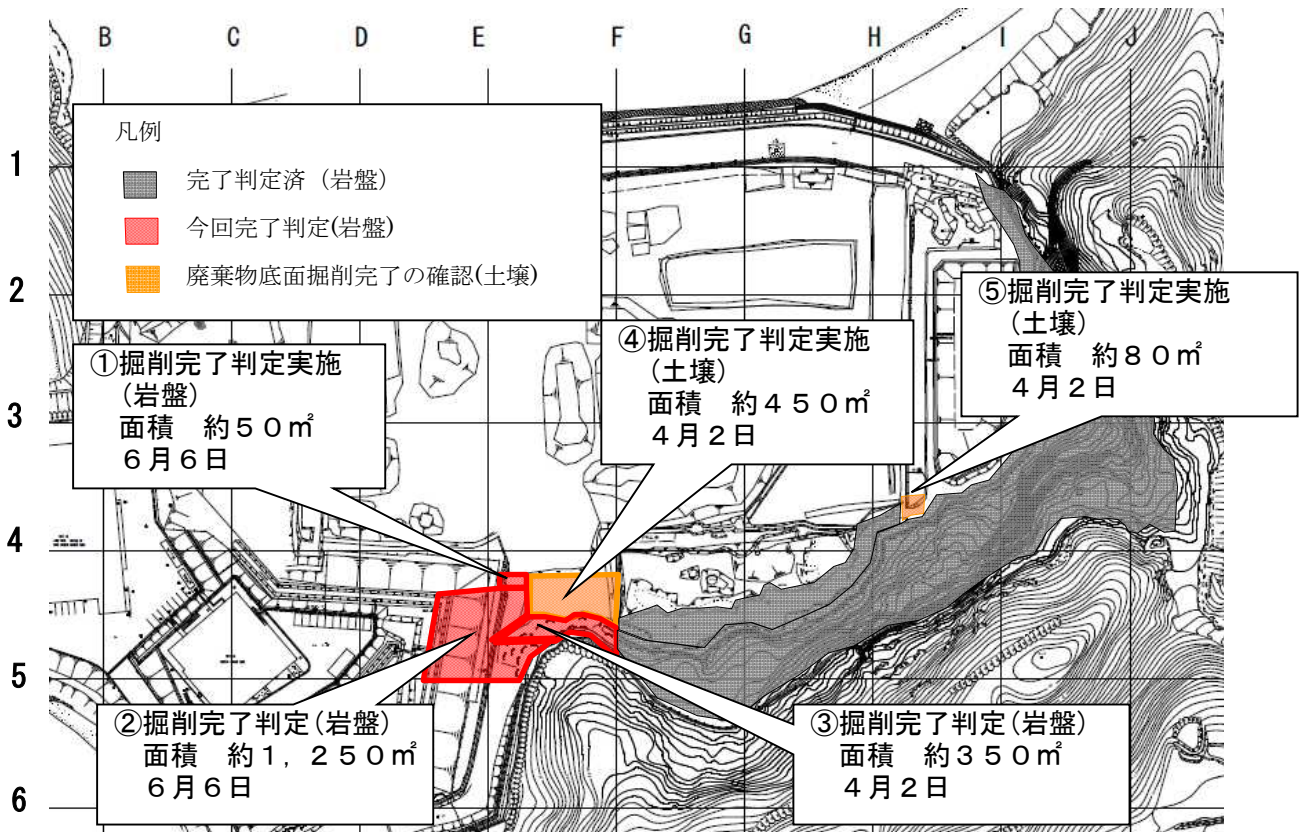 B C D E F G H I J
凡例
完了判定済（岩盤）
今回完了判定(岩盤)
廃棄物底面掘削完了の確認(土壌)
1
2
3
4
5
6
①掘削完了判定実施
(岩盤)
面積　約５０㎡
６月６日
④掘削完了判定実施
(土壌)
面積　約４５０㎡
４月２日
⑤掘削完了判定実施
(土壌)
面積　約８０㎡
４月２日
②掘削完了判定(岩盤)
面積　約１，２５０㎡
６月６日
③掘削完了判定(岩盤)
面積　約３５０㎡
４月２日